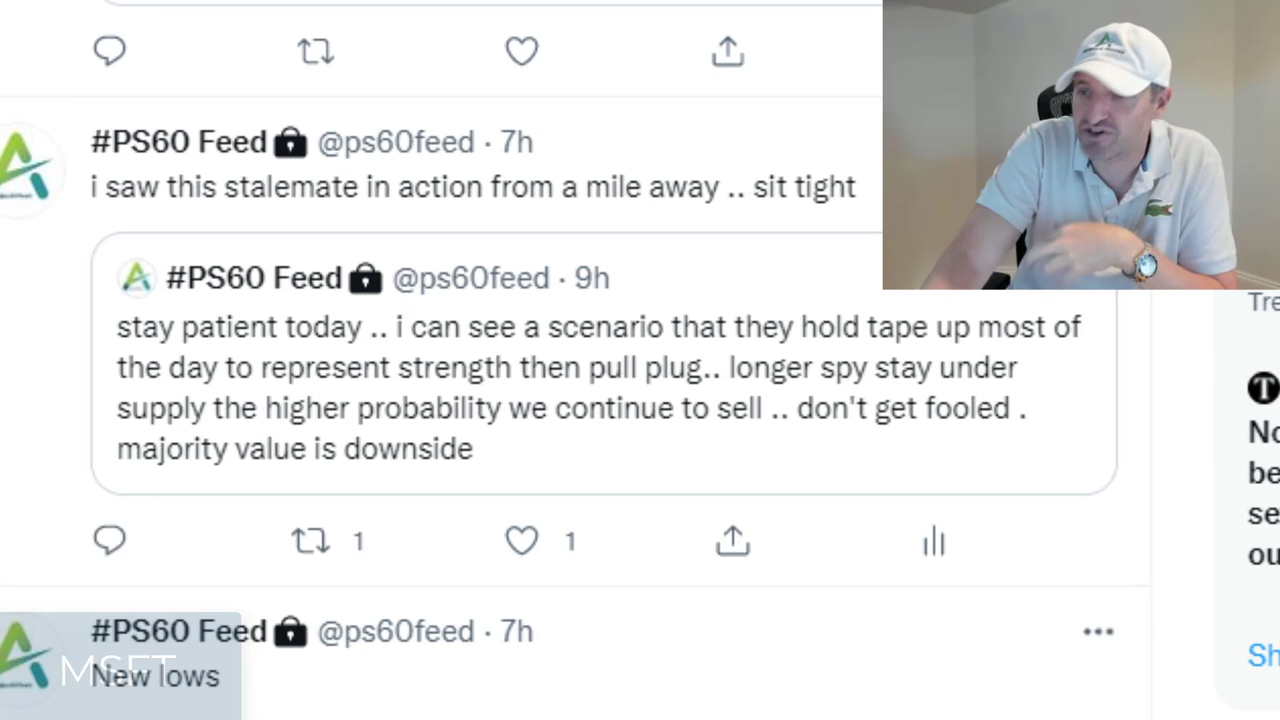 #PS60 Feed @ps60feed · 7h
i saw this stalemate in action from a mile away .. sit tight
#PS60 Feed @ps60feed · 9h
stay patient today .. i can see a scenario that they hold tape up most of
the day to represent strength then pull plug.. longer spy stay under
supply the higher probability we continue to sell .. don't get fooled .
majority value is downside
1 1
#PS60 Feed @ps60feed · 7h
New lows
MSFT
Tre
No
be
se
ou
Sh